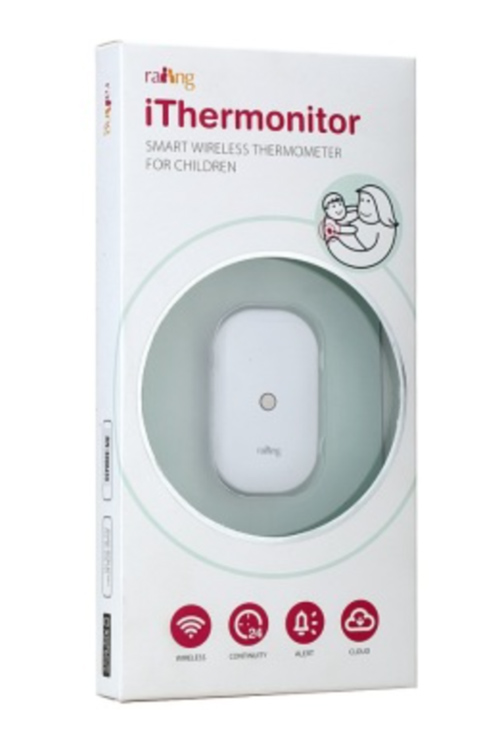 raiing
iThermonitor
SMART WIRELESS THERMOMETER
FOR CHILDREN
raiing
24
WIRELESS
CONTINUITY
ALERT
CLOUD